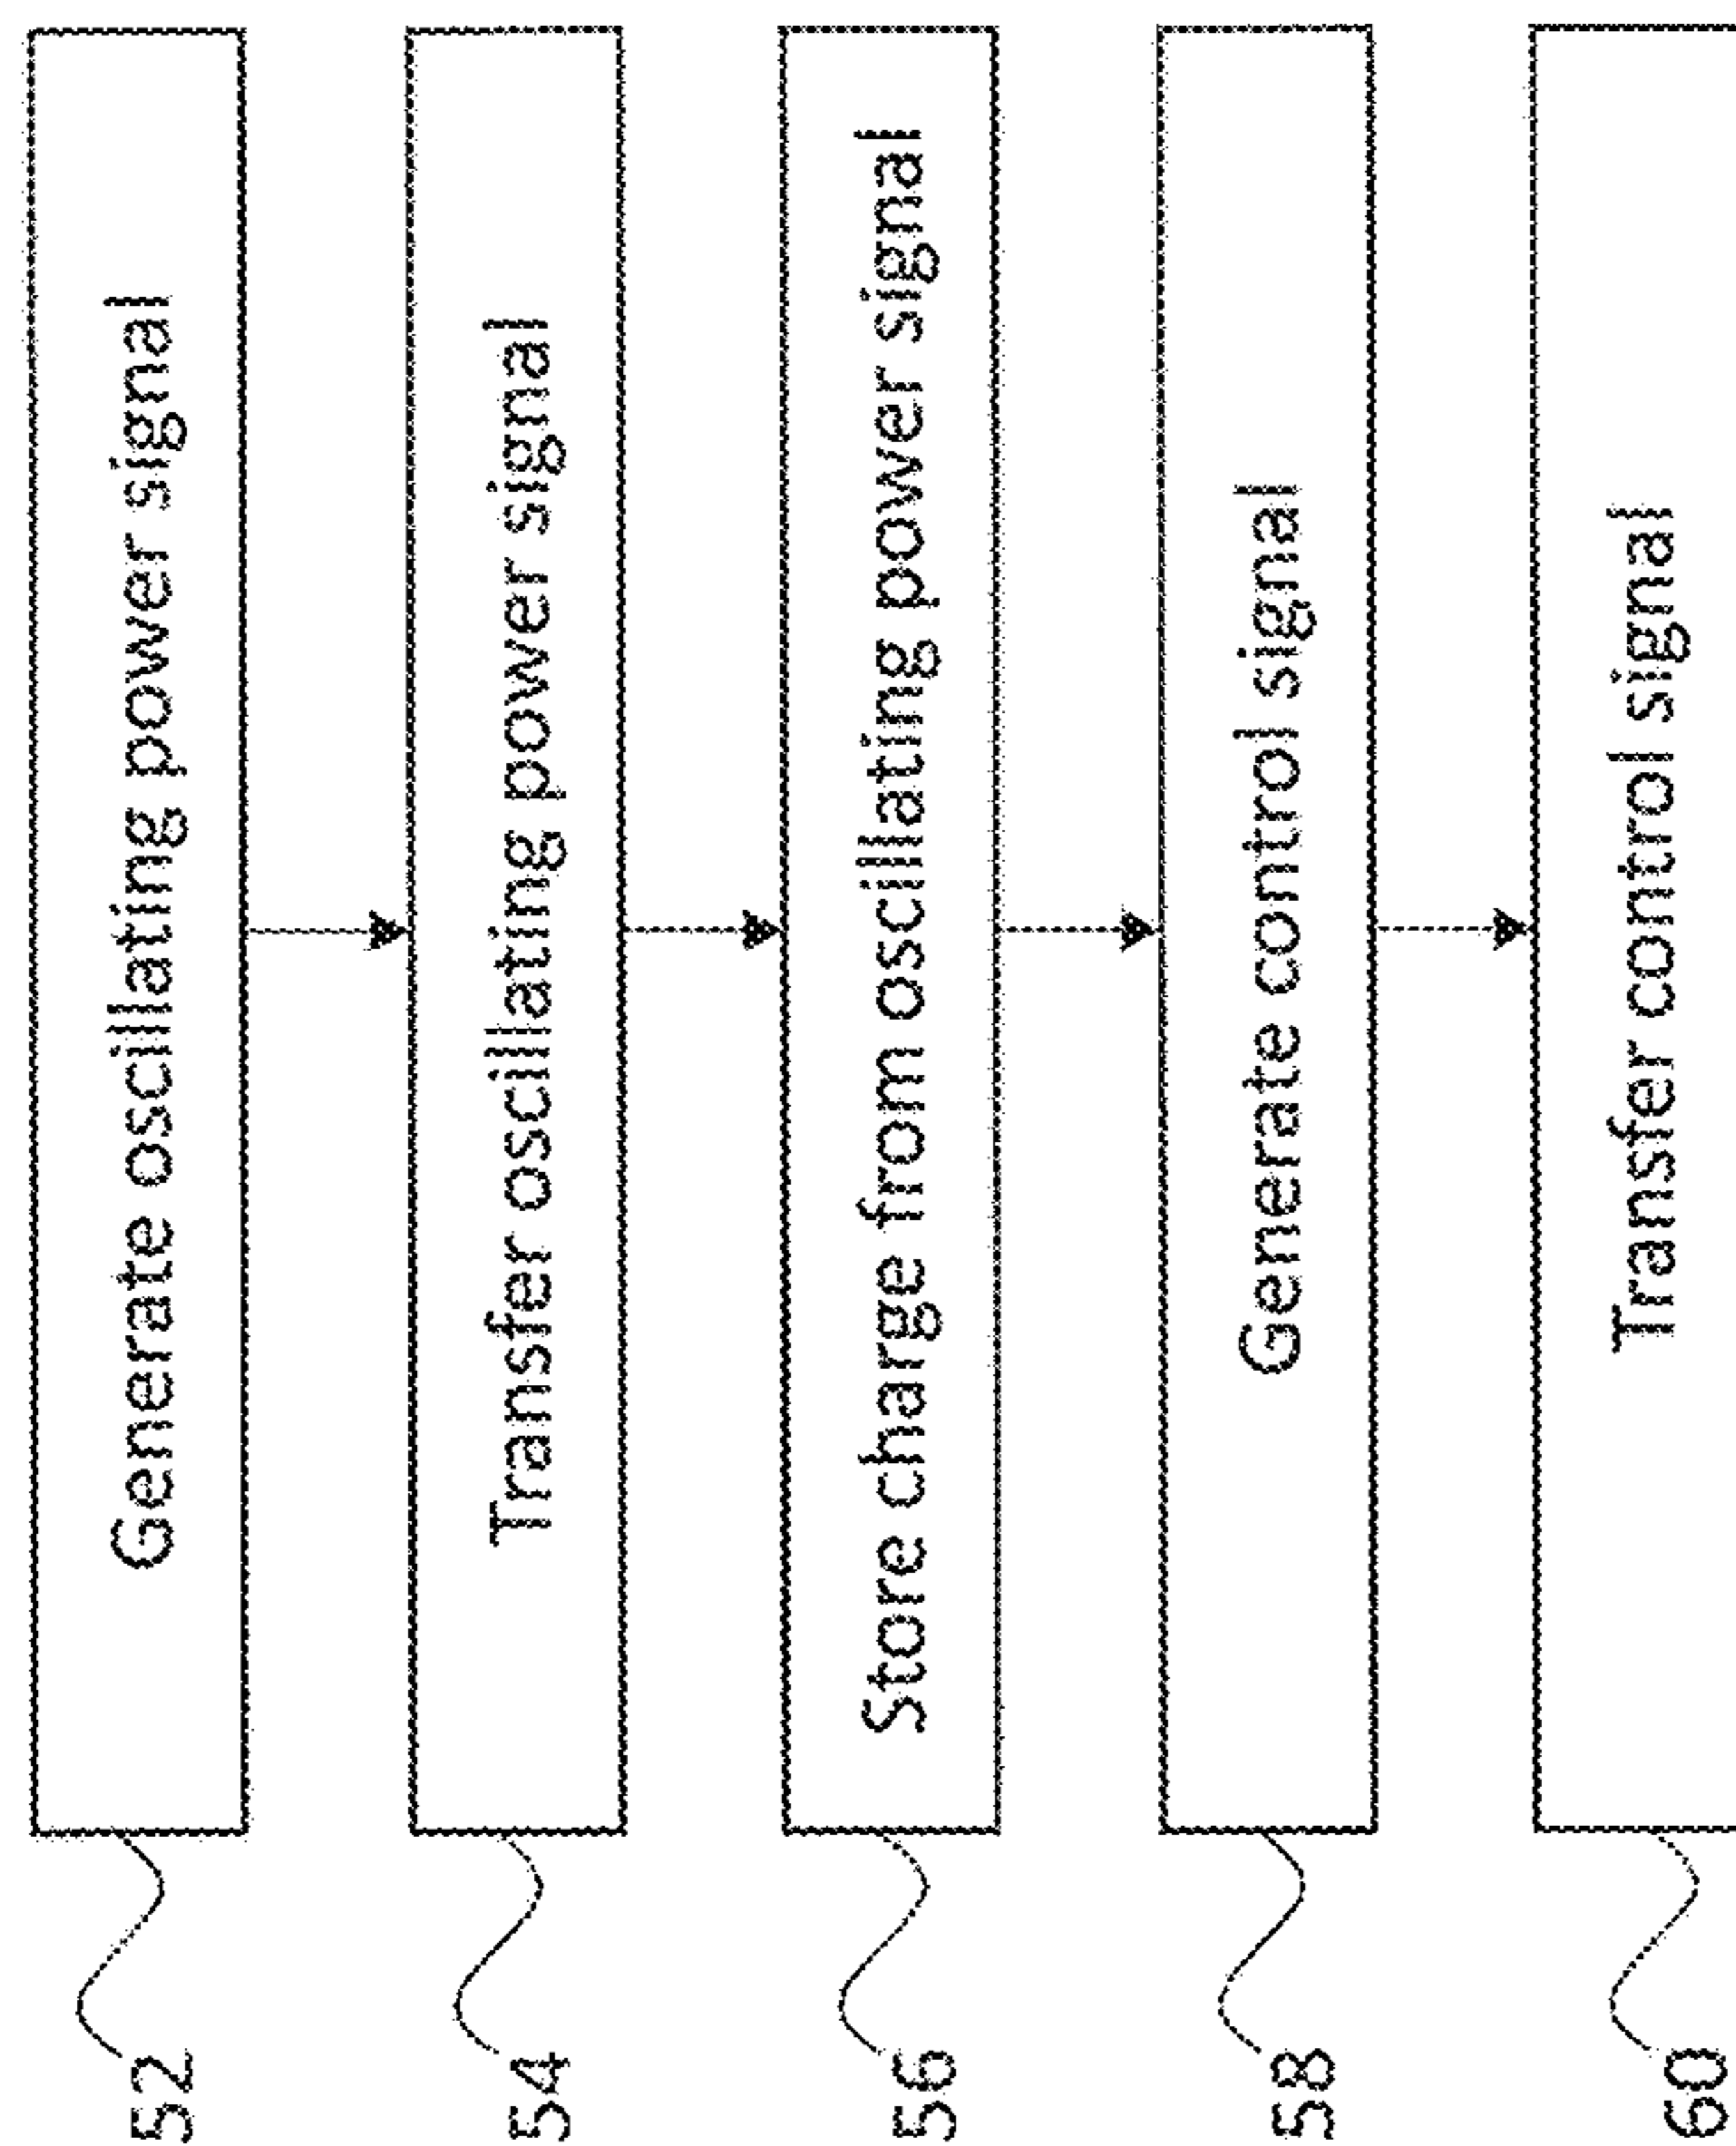 52 Generate oscillating power signal
54 Transfer oscillating power signal
56 Store charge from oscillating power signal
58 Generate control signal
60 Transfer control signal